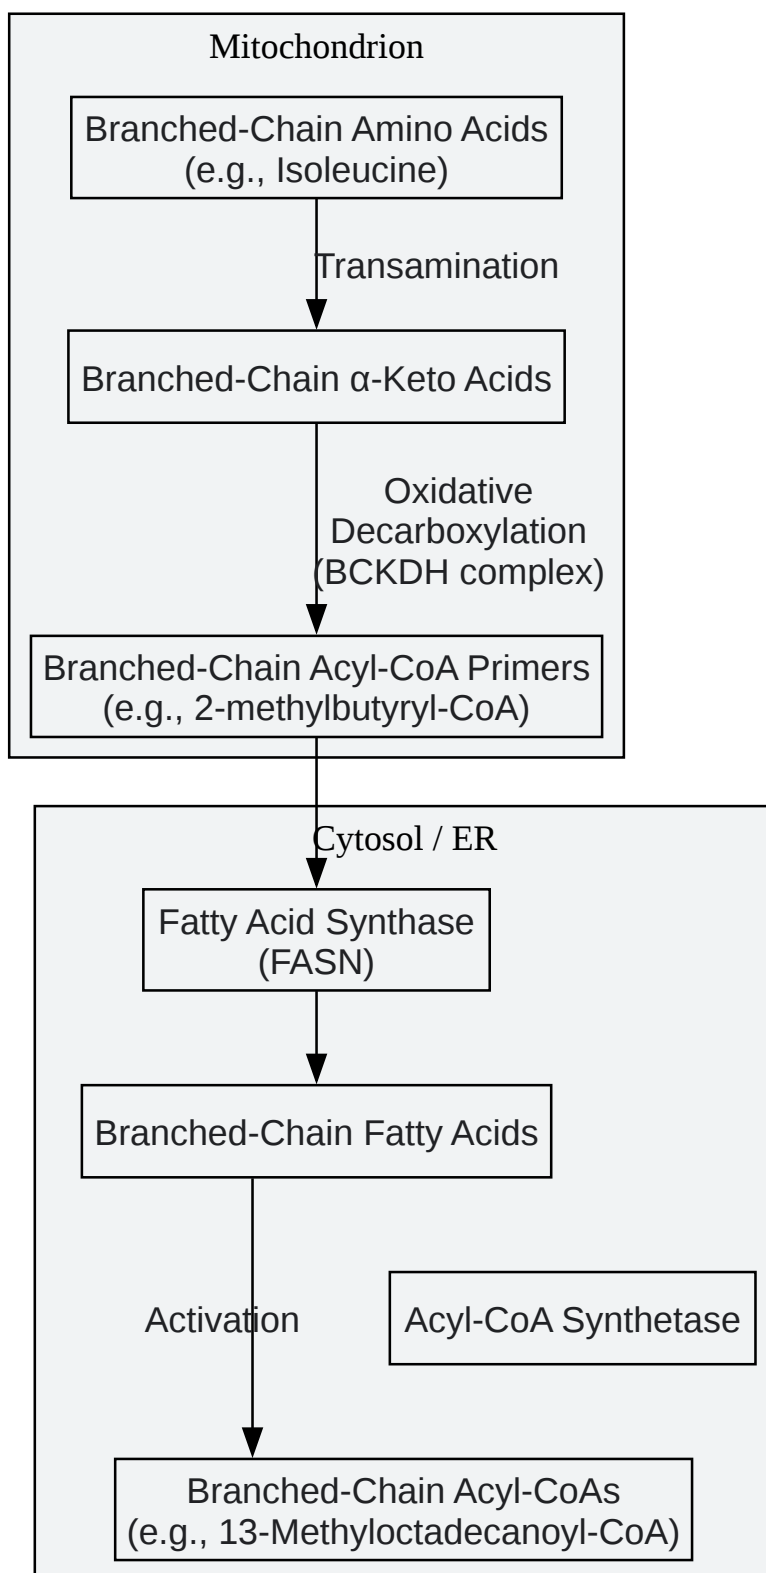 Mitochondrion
Branched-Chain Amino Acids
(e.g., Isoleucine)
Transamination
Branched-Chain α-Keto Acids
Oxidative
Decarboxylation
(BCKDH complex)
Branched-Chain Acyl-CoA Primers
(e.g., 2-methylbutyryl-CoA)
Cytosol / ER
Fatty Acid Synthase
(FASN)
Branched-Chain Fatty Acids
Activation
Acyl-CoA Synthetase
Branched-Chain Acyl-CoAs
(e.g., 13-Methyloctadecanoyl-CoA)